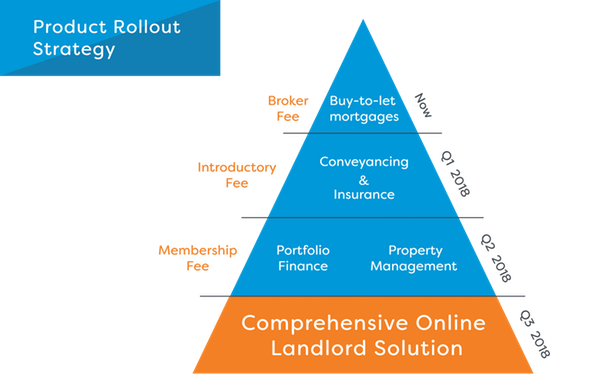 Product Rollout
Strategy
Broker
Fee
Buy-to-let
mortgages
Now
Introductory
Fee
Conveyancing
&
Insurance
Q1 2018
Membership
Fee
Portfolio
Finance
Property
Management
Q2 2018
Comprehensive Online
Landlord Solution
Q3 2018